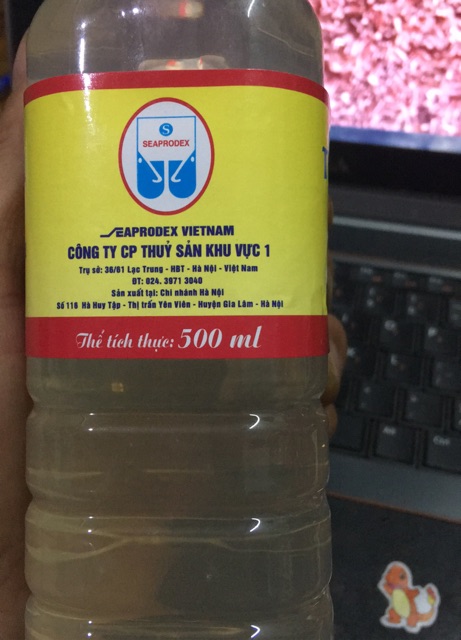 S
SEAPRODEX
SEAPRODEX VIETNAM
CÔNG TY CP THUỶ SẢN KHU VỰC 1
Trụ sở: 36/61 Lạc Trung - HBT - Hà Nội - Việt Nam
ĐT: 024. 3971 3040
Sản xuất tại: Chi nhánh Hà Nội
Số 116 Hà Huy Tập - Thị trấn Yên Viên - Huyện Gia Lâm - Hà Nội
Thể tích thực: 500 ml